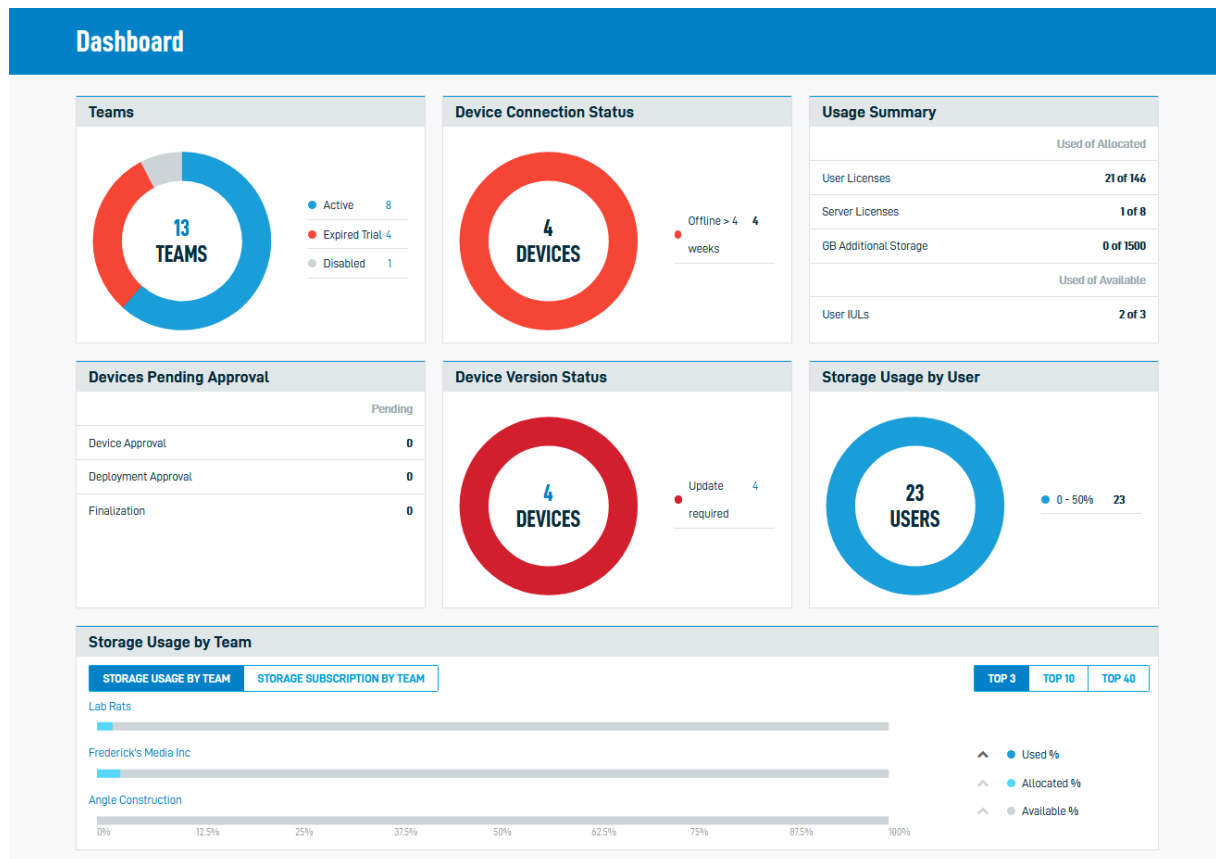 Dashboard
Teams
13
TEAMS
Active 8
Expired Trial 4
Disabled 1
Device Connection Status
4
DEVICES
Offline > 4 4
weeks
Usage Summary
Used of Allocated
User Licenses 21 of 146
Server Licenses 1 of 8
GB Additional Storage 0 of 1500
Used of Available
User IULs 2 of 3
Devices Pending Approval
Pending
Device Approval 0
Deployment Approval 0
Finalization 0
Device Version Status
4
DEVICES
Update 4
required
Storage Usage by User
23
USERS
0 - 50% 23
Storage Usage by Team
STORAGE USAGE BY TEAM STORAGE SUBSCRIPTION BY TEAM
TOP 3 TOP 10 TOP 40
Lab Rats
Frederick's Media Inc
Angle Construction
0% 12.5% 25% 37.5% 50% 62.5% 75% 87.5% 100%
Used %
Allocated %
Available %